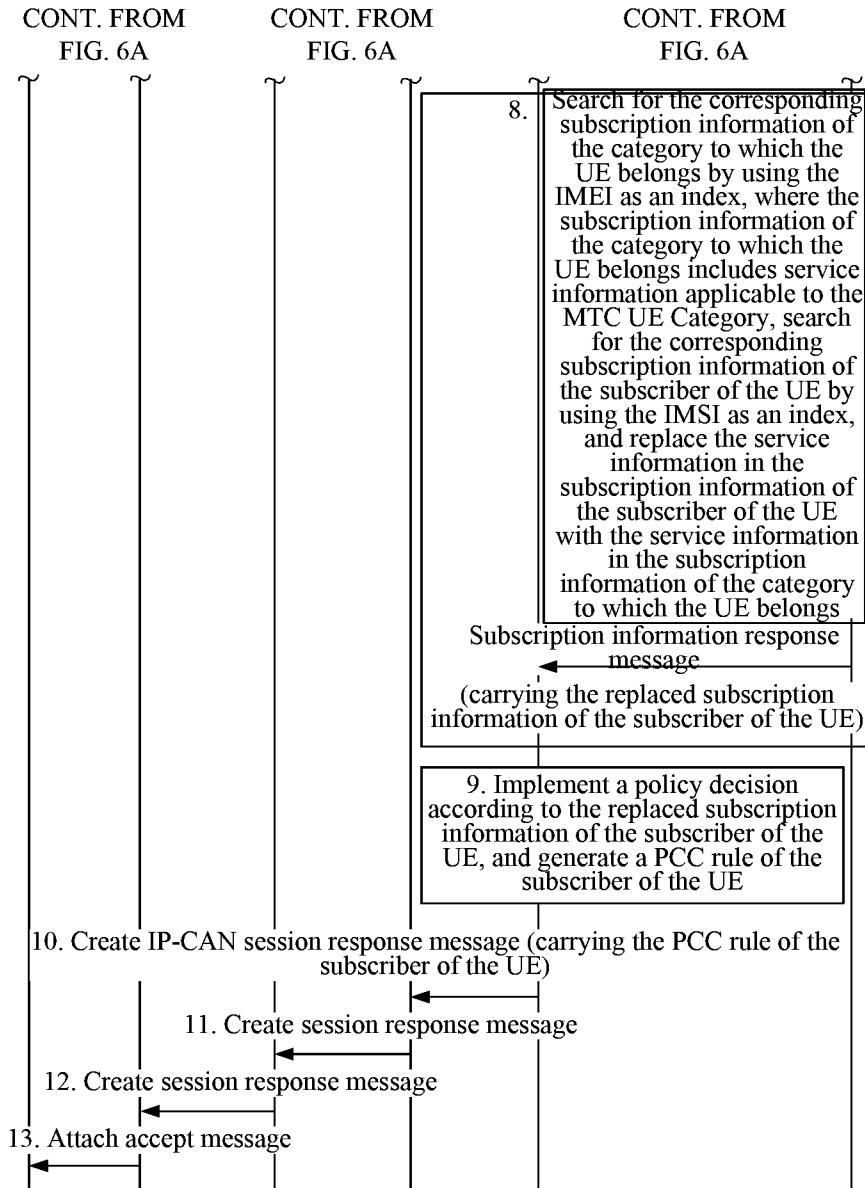 CONT. FROM
FIG. 6A
CONT. FROM
FIG. 6A
CONT. FROM
FIG. 6A
8.
Search for the corresponding
subscription information of
the category to which the
UE belongs by using the
IMEI as an index, where the
subscription information of
the category to which the
UE belongs includes service
information applicable to the
MTC UE Category, search
for the corresponding
subscription information of
the subscriber of the UE by
using the IMSI as an index,
and replace the service
information in the
subscription information of
the subscriber of the UE
with the service information
in the subscription
information of the category
to which the UE belongs
Subscription information response
message
(carrying the replaced subscription
information of the subscriber of the UE)
9. Implement a policy decision
according to the replaced subscription
information of the subscriber of the
UE, and generate a PCC rule of the
subscriber of the UE
10. Create IP-CAN session response message (carrying the PCC rule of the
subscriber of the UE)
11. Create session response message
12. Create session response message
13. Attach accept message